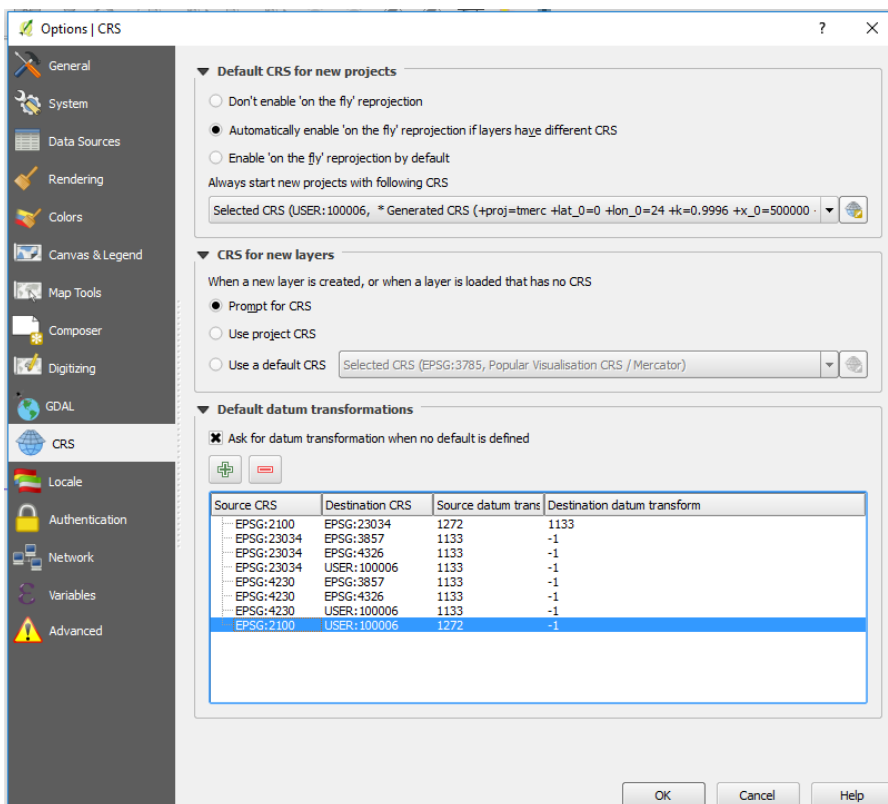 Options | CRS
?
General
System
Data Sources
Rendering
Colors
Canvas & Legend
Map Tools
Composer
Digitizing
GDAL
CRS
Locale
Authentication
Network
Variables
Advanced
Default CRS for new projects
Don't enable 'on the fly' reprojection
Automatically enable 'on the fly' reprojection if layers have different CRS
Enable 'on the fly' reprojection by default
Always start new projects with following CRS
Selected CRS (USER:100006, * Generated CRS (+proj=tmerc +lat_0=0 +lon_0=24 +k=0.9996 +x_0=500000
CRS for new layers
When a new layer is created, or when a layer is loaded that has no CRS
Prompt for CRS
Use project CRS
Use a default CRS Selected CRS (EPSG:3785, Popular Visualisation CRS / Mercator)
Default datum transformations
Ask for datum transformation when no default is defined
Source CRS Destination CRS Source datum trans Destination datum transform
EPSG:2100 EPSG:23034 1272 1133
EPSG:23034 EPSG:3857 1133 -1
EPSG:23034 EPSG:4326 1133 -1
EPSG:23034 USER:100006 1133 -1
EPSG:4230 EPSG:3857 1133 -1
EPSG:4230 EPSG:4326 1133 -1
EPSG:4230 USER:100006 1133 -1
EPSG:2100 USER:100006 1272 -1
OK Cancel Help